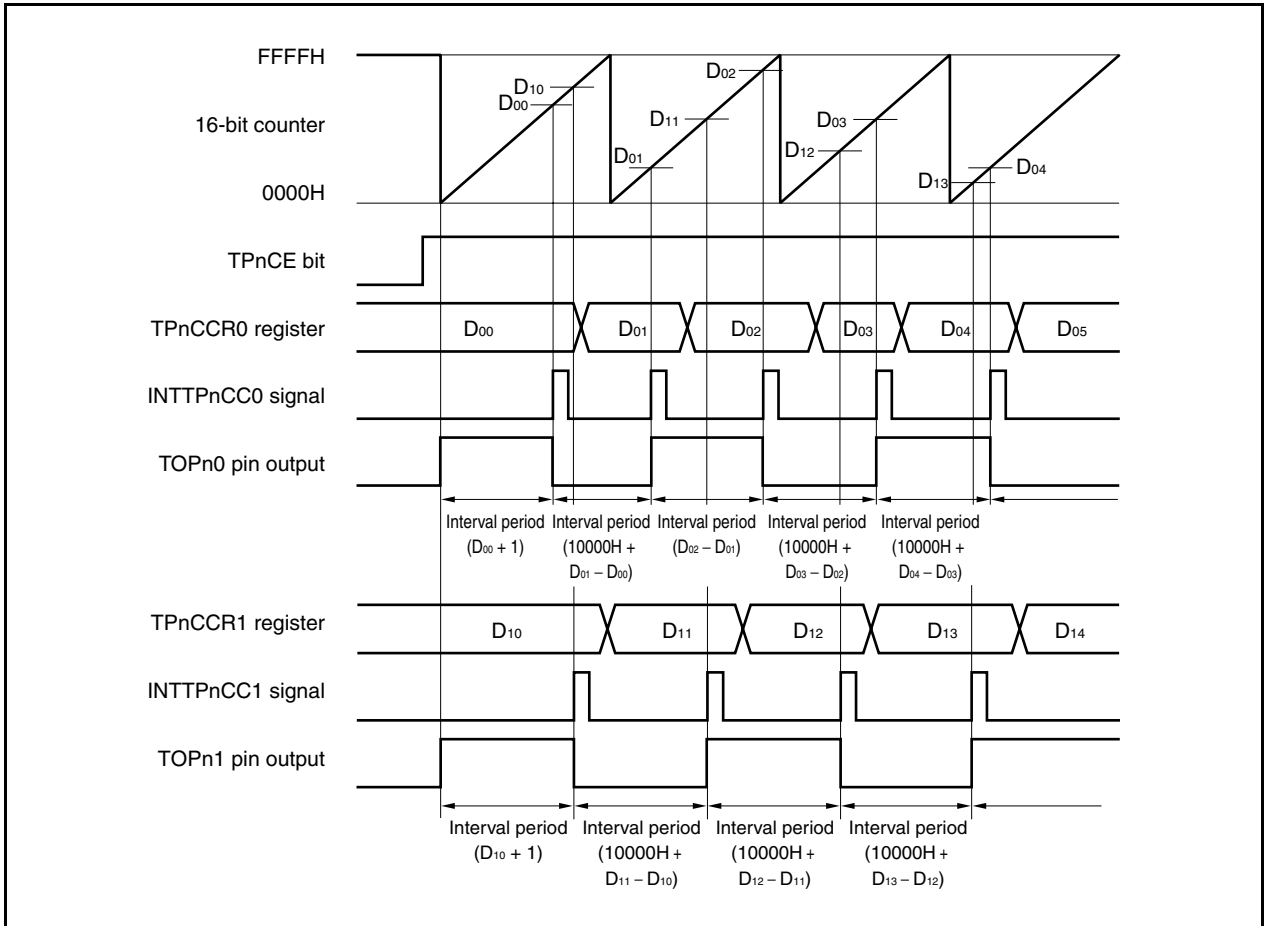 FFFFH
16-bit counter
0000H
D10
D00
D01
D11
D02
D12
D03
D13
D04
TPnCE bit
TPnCCR0 register
D00
D01
D02
D03
D04
D05
INTTPnCC0 signal
TOPn0 pin output
Interval period
(D00 + 1)
Interval period
(10000H +
D01 – D00)
Interval period
(D02 – D01)
Interval period
(10000H +
D03 – D02)
Interval period
(10000H +
D04 – D03)
TPnCCR1 register
D10
D11
D12
D13
D14
INTTPnCC1 signal
TOPn1 pin output
Interval period
(D10 + 1)
Interval period
(10000H +
D11 – D10)
Interval period
(10000H +
D12 – D11)
Interval period
(10000H +
D13 – D12)